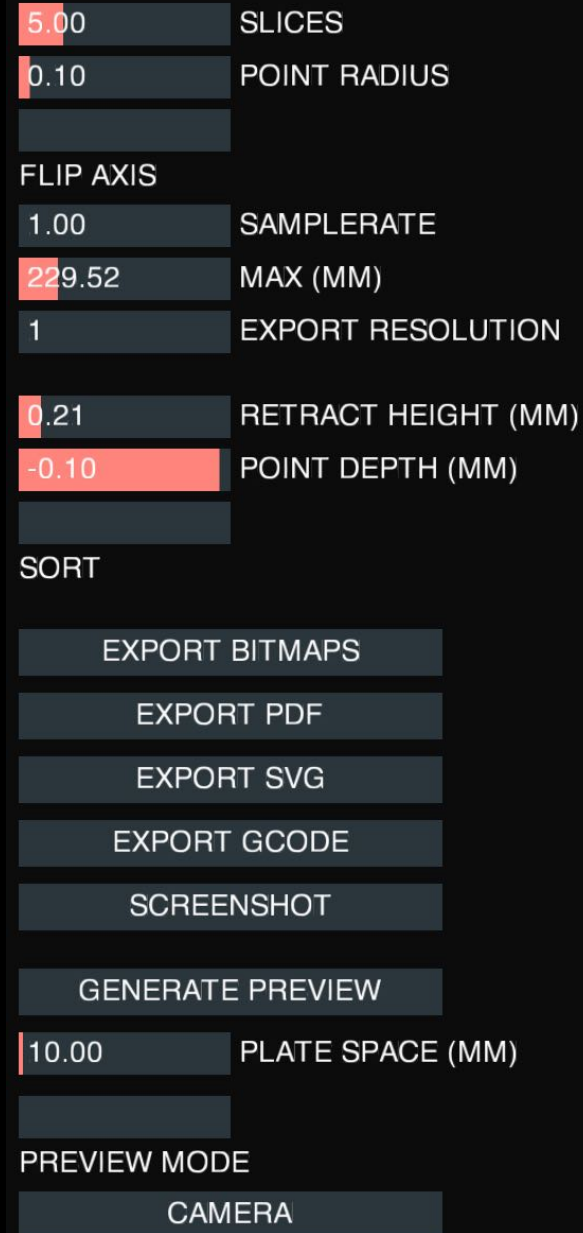 5.00 SLICES
0.10 POINT RADIUS
FLIP AXIS
1.00 SAMPLERATE
229.52 MAX (MM)
1 EXPORT RESOLUTION
0.21 RETRACT HEIGHT (MM)
-0.10 POINT DEPTH (MM)
SORT
EXPORT BITMAPS
EXPORT PDF
EXPORT SVG
EXPORT GCODE
SCREENSHOT
GENERATE PREVIEW
10.00 PLATE SPACE (MM)
PREVIEW MODE
CAMERA